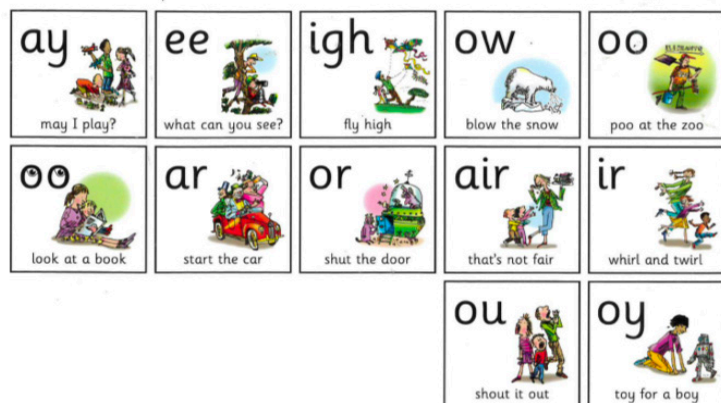 ay
may I play?
ee
what can you see?
igh
fly high
ow
blow the snow
oo
poo at the zoo
oo
look at a book
ar
start the car
or
shut the door
air
that's not fair
ir
whirl and twirl
ou
shout it out
oy
toy for a boy